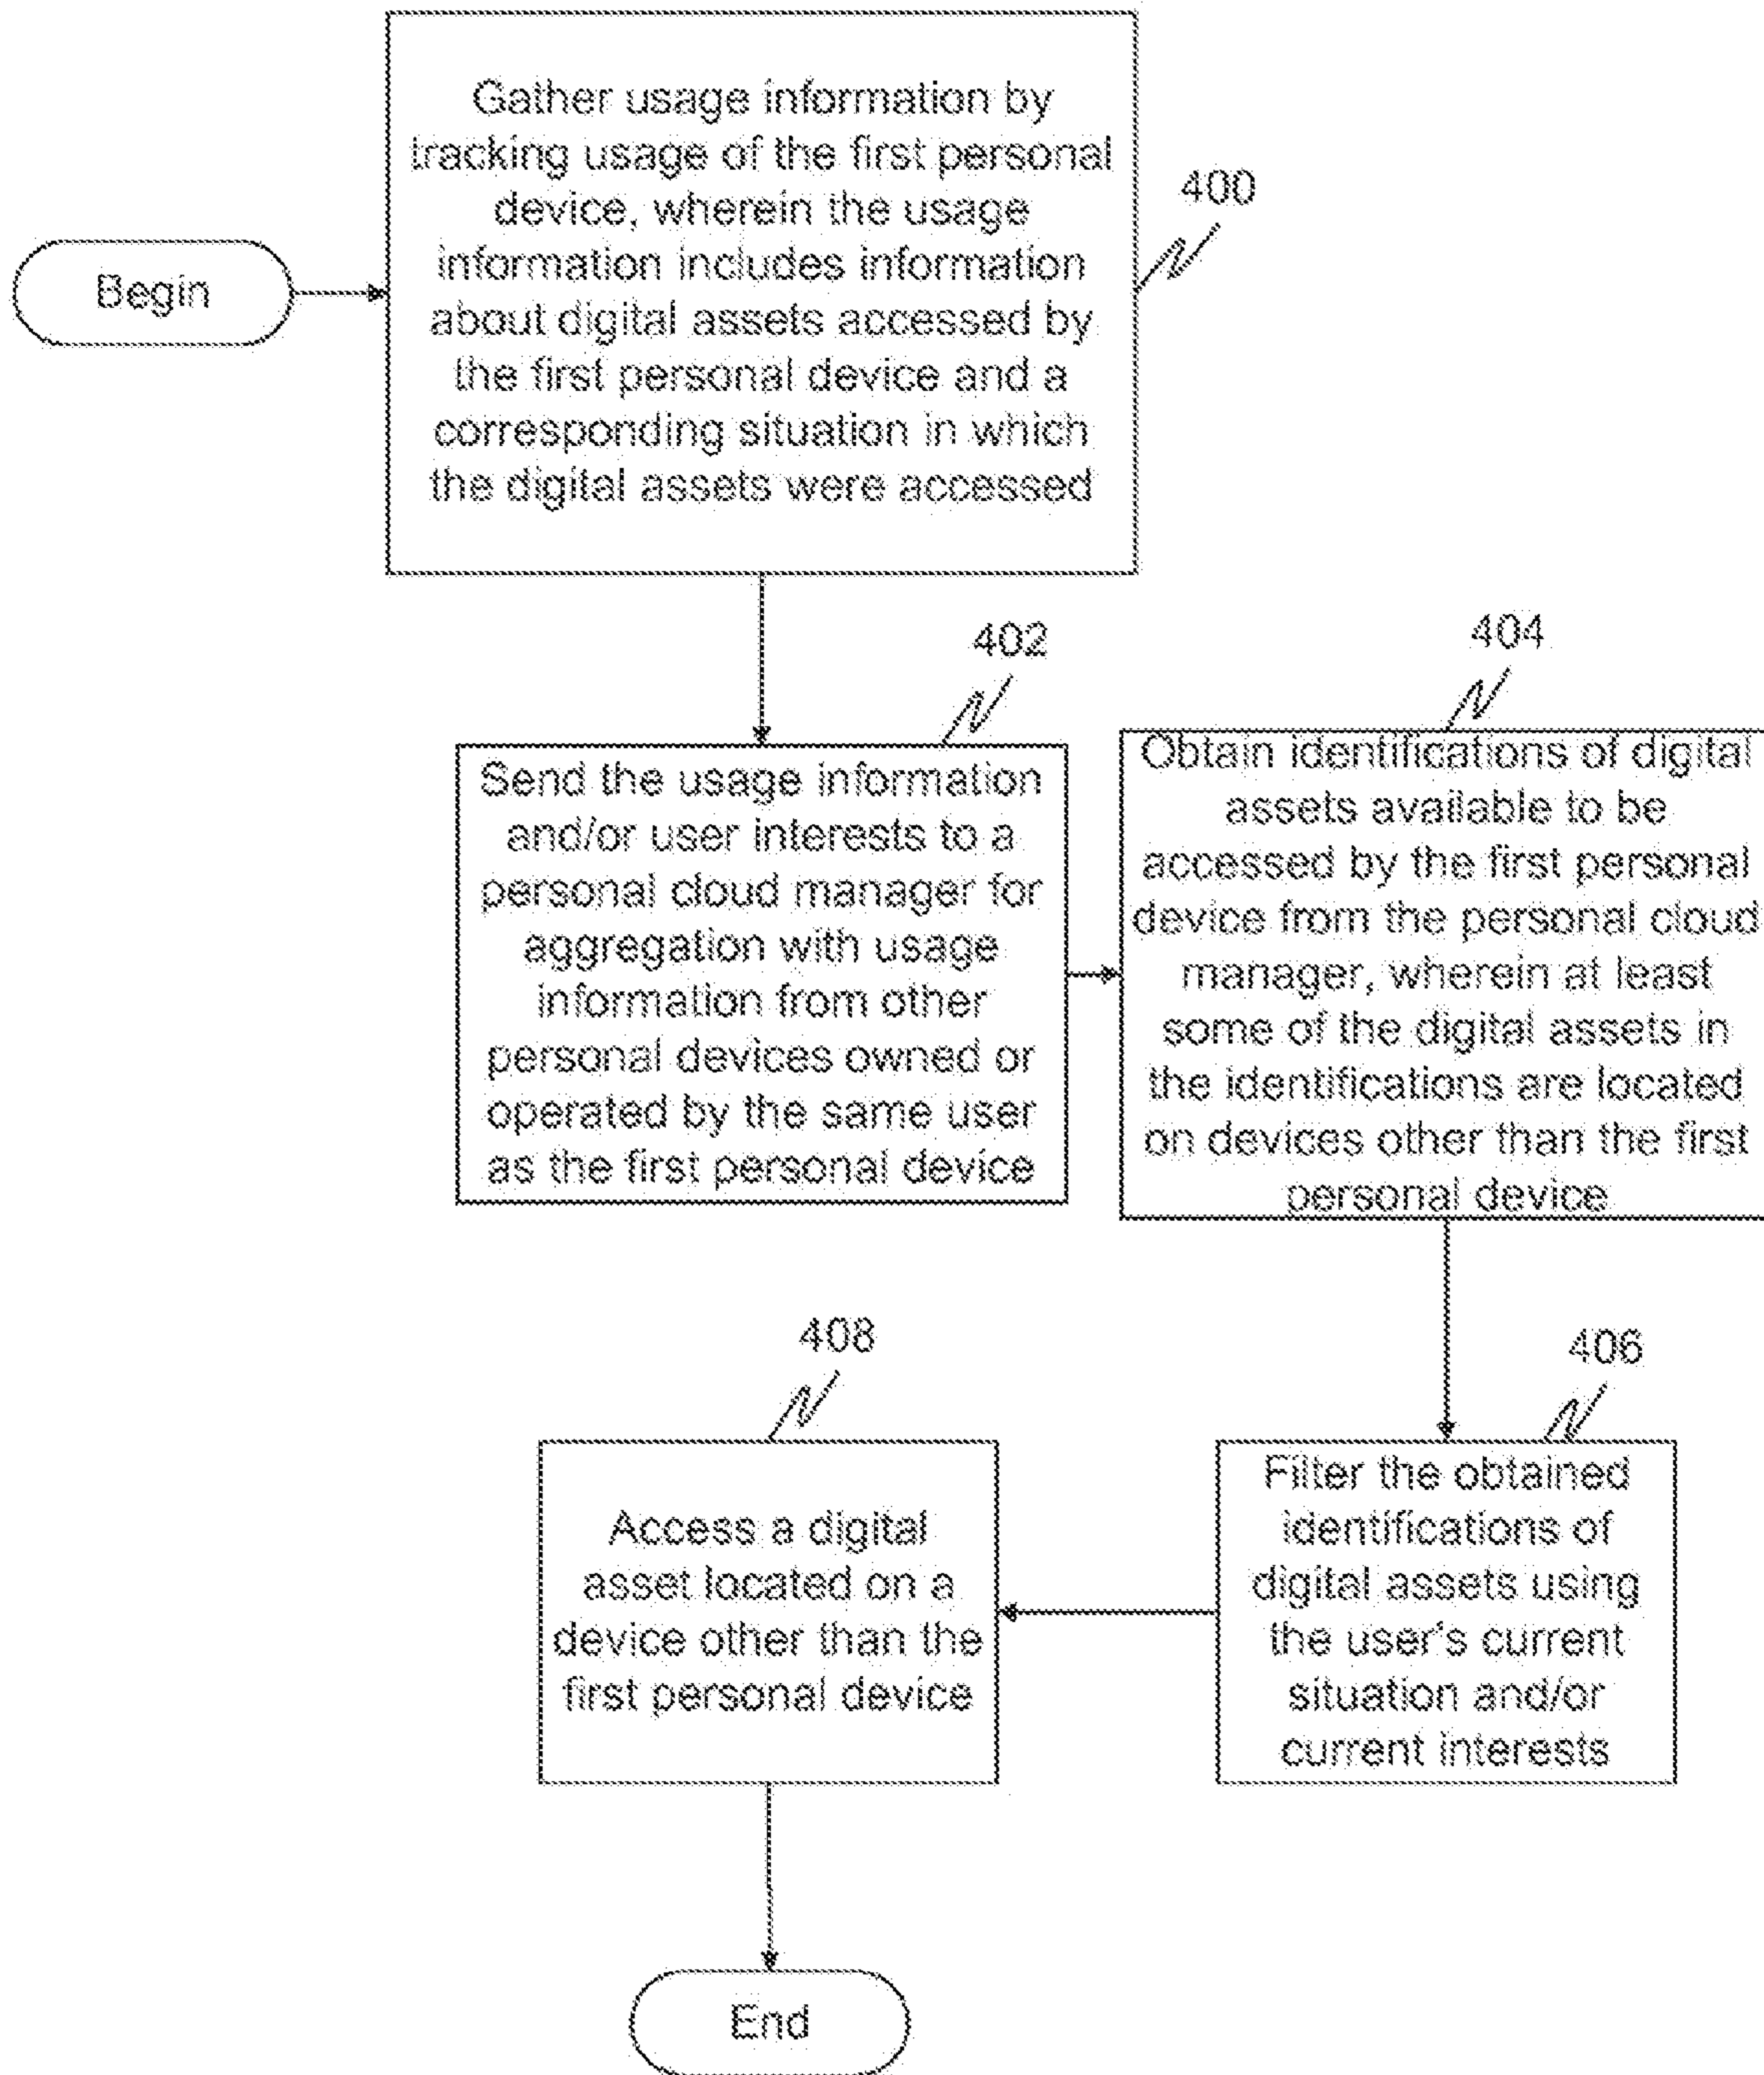 Begin
Gather usage information by
tracking usage of the first personal
device, wherein the usage
information includes information
about digital assets accessed by
the first personal device and a
corresponding situation in which
the digital assets were accessed
400
402
Send the usage information
and/or user interests to a
personal cloud manager for
aggregation with usage
information from other
personal devices owned or
operated by the same user
as the first personal device
404
Obtain identifications of digital
assets available to be
accessed by the first personal
device from the personal cloud
manager, wherein at least
some of the digital assets in
the identifications are located
on devices other than the first
personal device
406
Filter the obtained
identifications of
digital assets using
the user's current
situation and/or
current interests
408
Access a digital
asset located on a
device other than the
first personal device
End